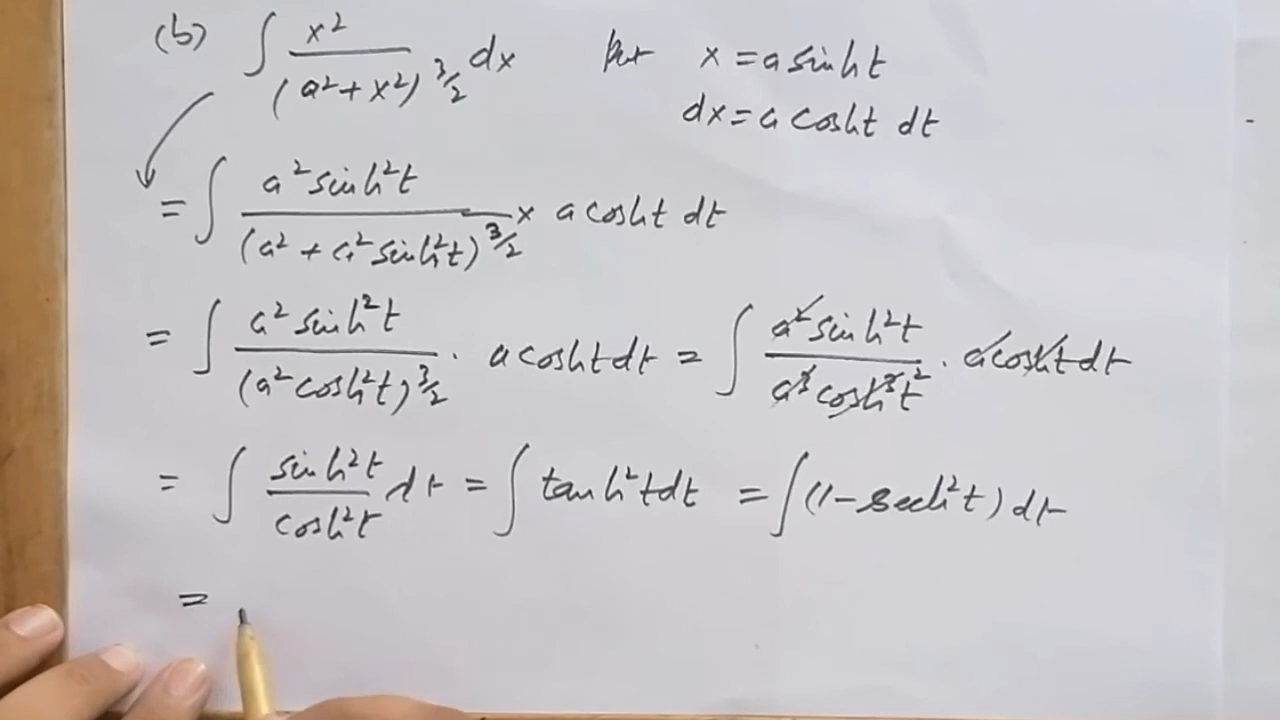 (b) ∫ x² / (a² + x²)^3/2 dx put x = a sinh t
dx = a cosh t dt
= ∫ a² sinh² t / (a² + a² sinh² t)^3/2 × a cosh t dt
= ∫ a² sinh² t / (a² cosh² t)^3/2 · a cosh t dt = ∫ a² sinh² t / a³ cosh³ t ² · a cosh t dt
= ∫ sinh² t / cosh² t dt = ∫ tanh² t dt = ∫ (1 - sech² t) dt
=